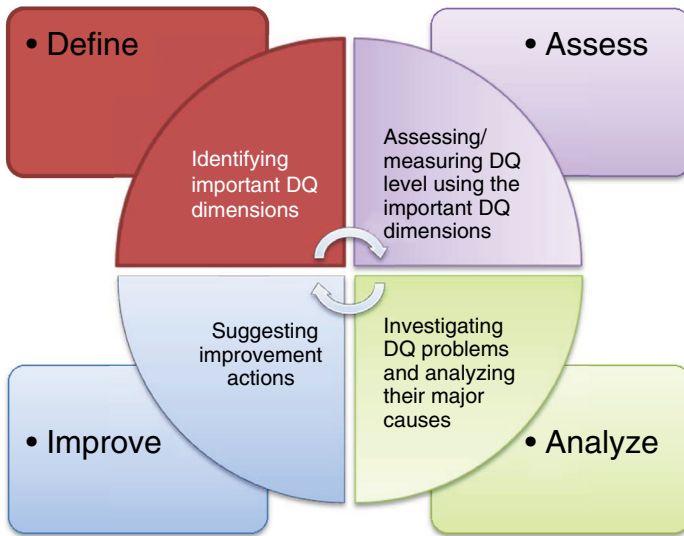 • Define
• Assess
Identifying
important DQ
dimensions
Assessing/
measuring DQ
level using the
important DQ
dimensions
Suggesting
improvement
actions
Investigating
DQ problems
and analyzing
their major
causes
• Improve
• Analyze